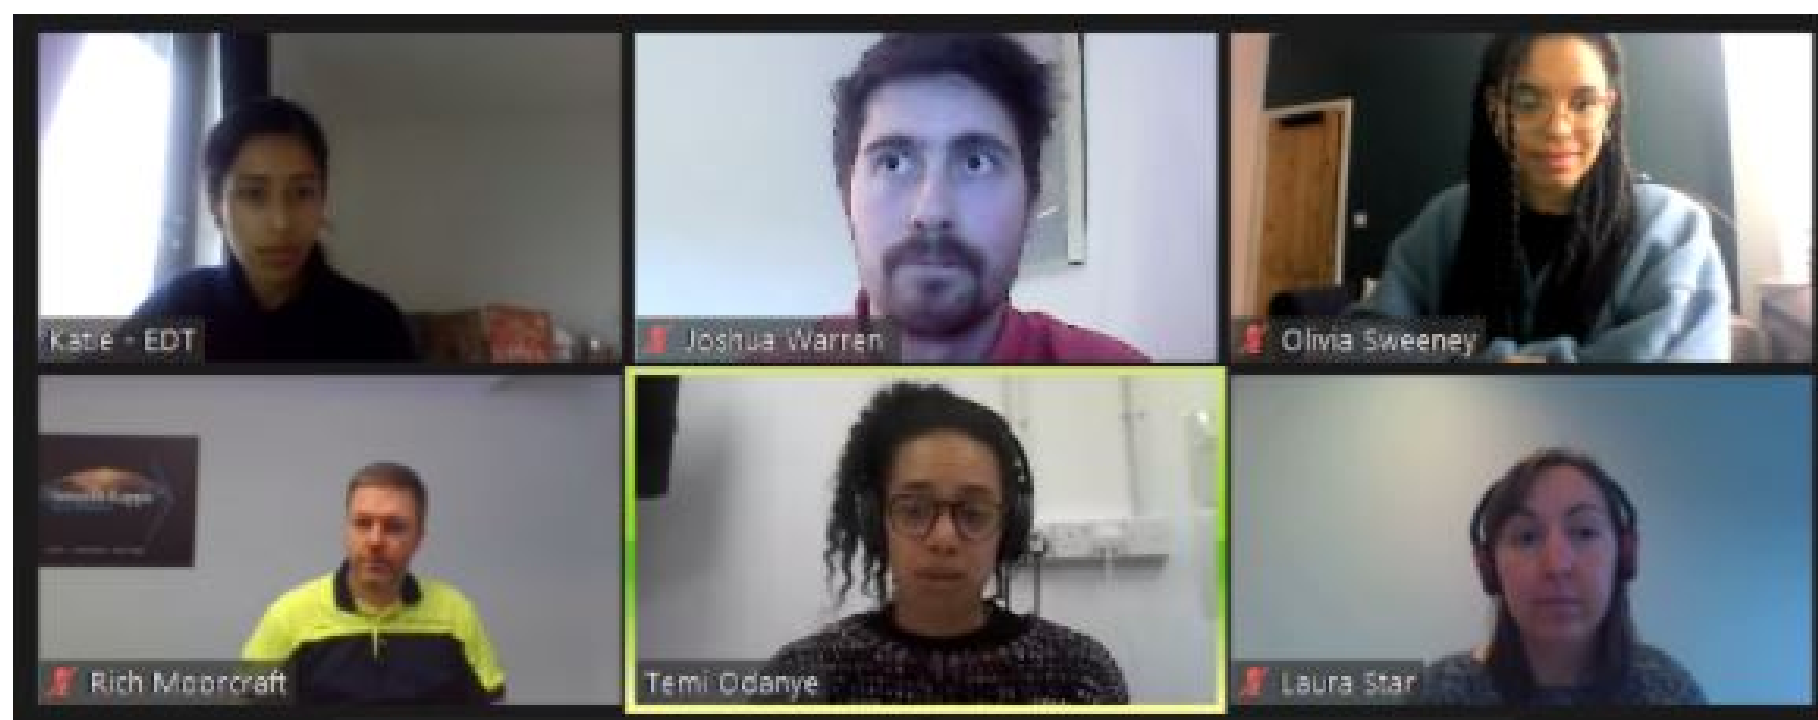 Katie - EDT
Joshua Warren
Olivia Sweeney
Rich Moorcraft
Temi Odanye
Laura Star